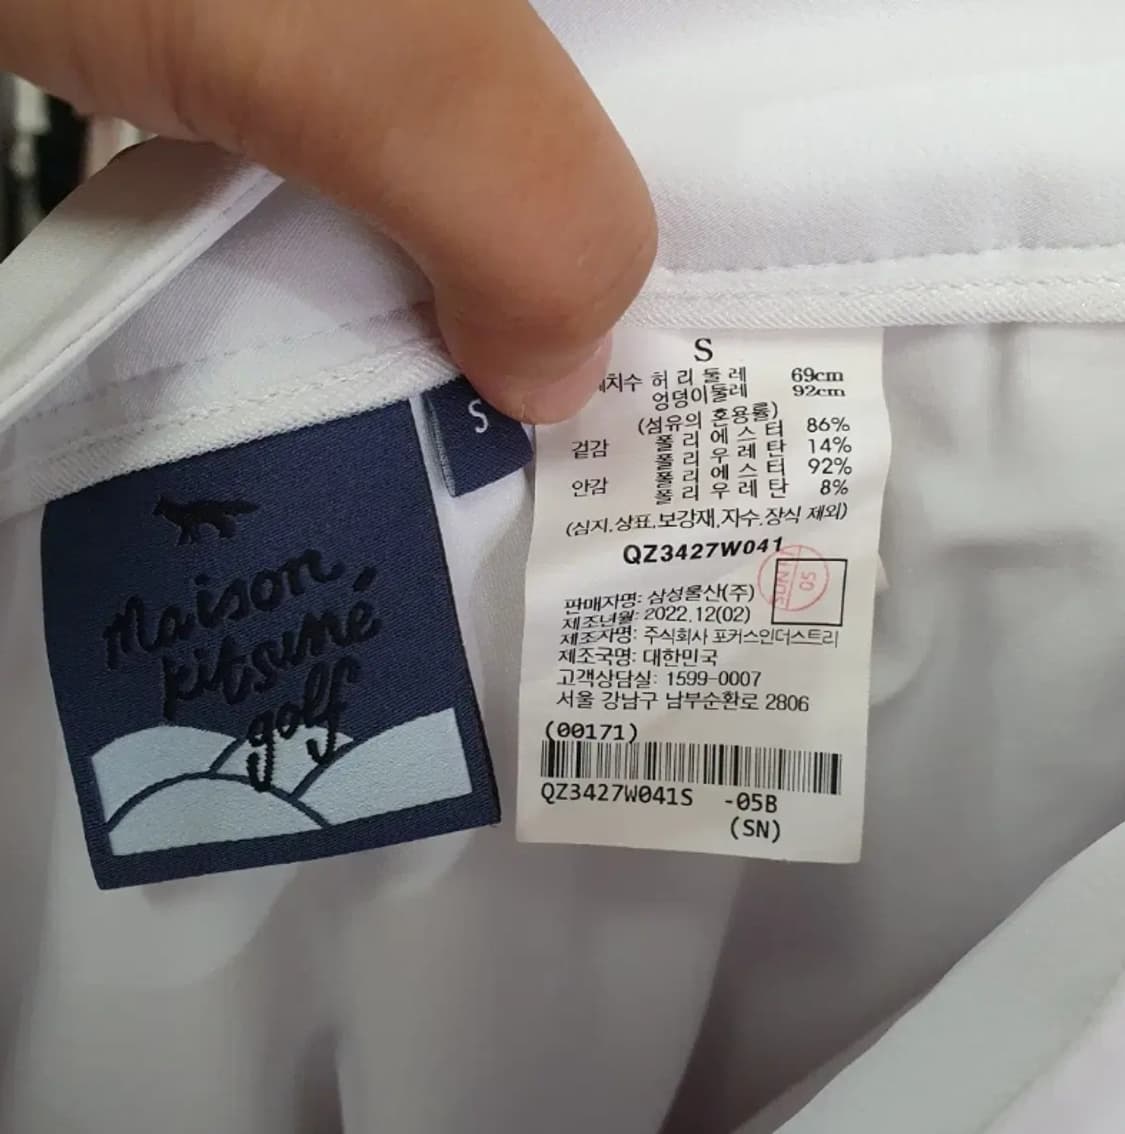 Maison
kitsuné
golf
S
S
치수 허리둘레 69cm
엉덩이둘레 92cm
(섬유의 혼용률)
겉감 폴리에스터 86%
폴리우레탄 14%
안감 폴리에스터 92%
폴리우레탄 8%
(심지,상표,보강재,자수,장식 제외)
QZ3427W041
SUNHI
05
판매자명: 삼성물산(주)
제조년월: 2022.12(02)
제조자명: 주식회사 포커스인더스트리
제조국명: 대한민국
고객상담실: 1599-0007
서울 강남구 남부순환로 2806
(00171)
QZ3427W041S -05B
(SN)